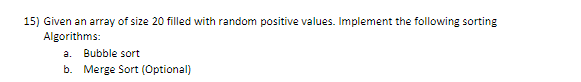 15) Given an array of size 20 filled with random positive values. Implement the following sorting
Algorithms:
a. Bubble sort
b. Merge Sort (Optional)